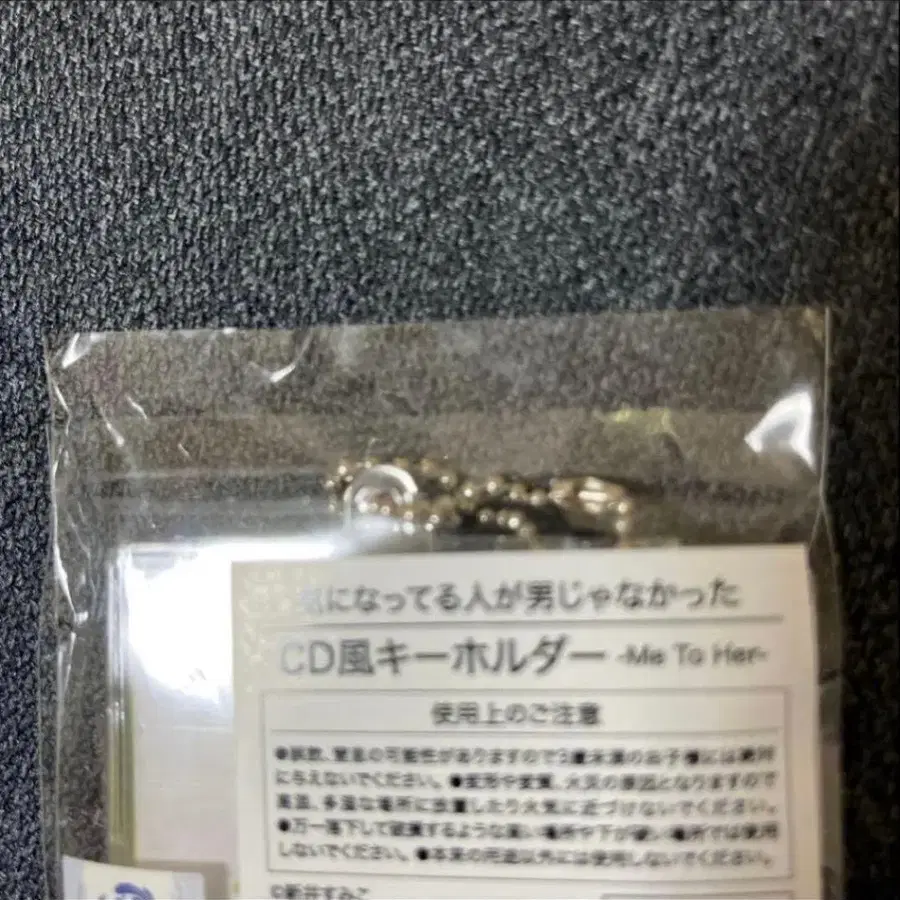 気になってる人が男じゃなかった
CD風キーホルダー -Me To Her-
使用上のご注意
●誤飲、窒息の可能性がありますので3歳未満のお子様には絶対
に与えないでください。●変形や変質、火災の原因となりますので
高温、多湿な場所に放置したり火気に近づけないでください。
●万一落下して破損するような高い場所や下が硬い場所では使用
しないでください。●本来の用途以外には使用しないでください。
©新井すみこ